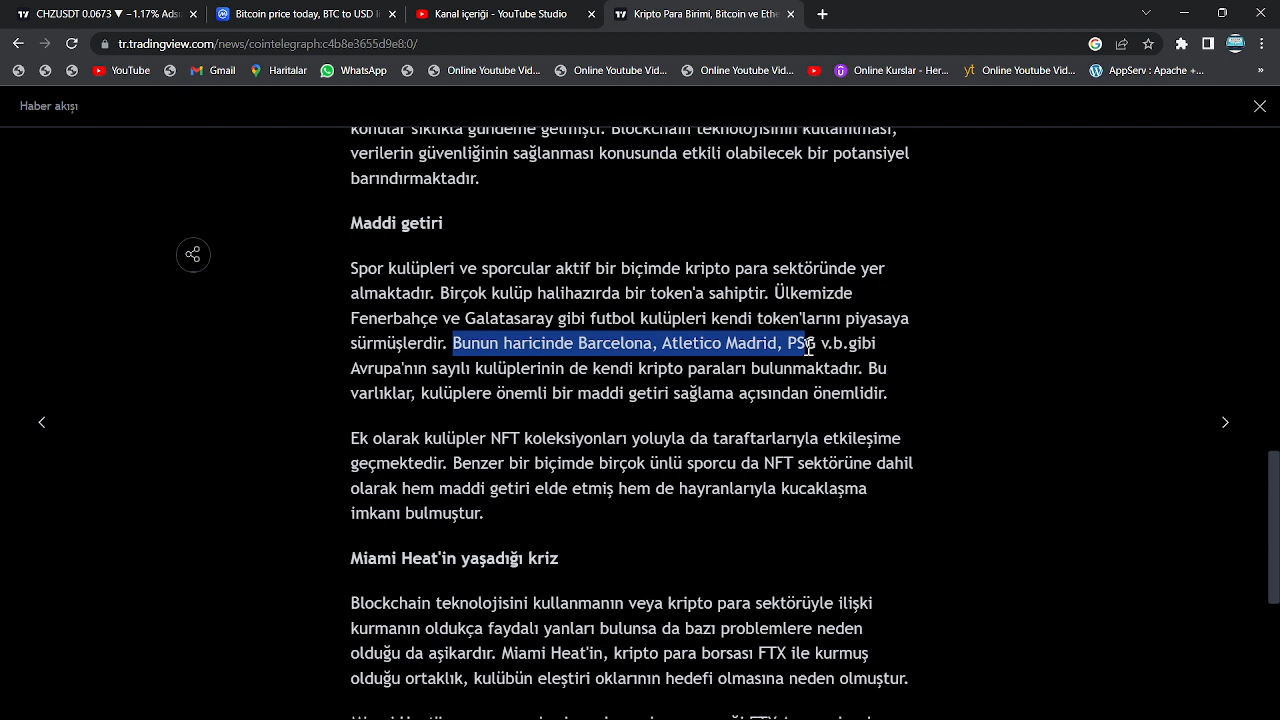 CHZUSDT 0.0673 ▼ −1.17% Ads
Bitcoin price today, BTC to USD li
Kanal içeriği - YouTube Studio
Kripto Para Birimi, Bitcoin ve Ethe
tr.tradingview.com/news/cointelegraph:c4b8e3655d9e8:0/
YouTube
Gmail
Haritalar
WhatsApp
Online Youtube Vid...
Online Youtube Vid...
Online Youtube Vid...
Online Kurslar - Her...
Online Youtube Vid...
AppServ : Apache +...
Haber akışı
konular sıklıkla gündeme gelmişti. Blockchain teknolojisinin kullanılması,
verilerin güvenliğinin sağlanması konusunda etkili olabilecek bir potansiyel
barındırmaktadır.
Maddi getiri
Spor kulüpleri ve sporcular aktif bir biçimde kripto para sektöründe yer
almaktadır. Birçok kulüp halihazırda bir token'a sahiptir. Ülkemizde
Fenerbahçe ve Galatasaray gibi futbol kulüpleri kendi token'larını piyasaya
sürmüşlerdir. Bunun haricinde Barcelona, Atletico Madrid, PSG v.b.gibi
Avrupa'nın sayılı kulüplerinin de kendi kripto paraları bulunmaktadır. Bu
varlıklar, kulüplere önemli bir maddi getiri sağlama açısından önemlidir.
Ek olarak kulüpler NFT koleksiyonları yoluyla da taraftarlarıyla etkileşime
geçmektedir. Benzer bir biçimde birçok ünlü sporcu da NFT sektörüne dahil
olarak hem maddi getiri elde etmiş hem de hayranlarıyla kucaklaşma
imkanı bulmuştur.
Miami Heat'in yaşadığı kriz
Blockchain teknolojisini kullanmanın veya kripto para sektörüyle ilişki
kurmanın oldukça faydalı yanları bulunsa da bazı problemlere neden
olduğu da aşikardır. Miami Heat'in, kripto para borsası FTX ile kurmuş
olduğu ortaklık, kulübün eleştiri oklarının hedefi olmasına neden olmuştur.